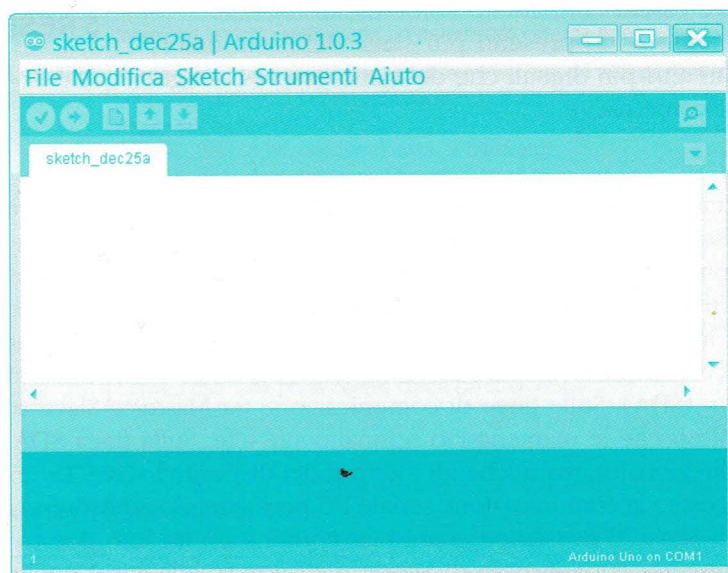 sketch_dec25a | Arduino 1.0.3
File Modifica Sketch Strumenti Aiuto
sketch_dec25a
1
Arduino Uno on COM1